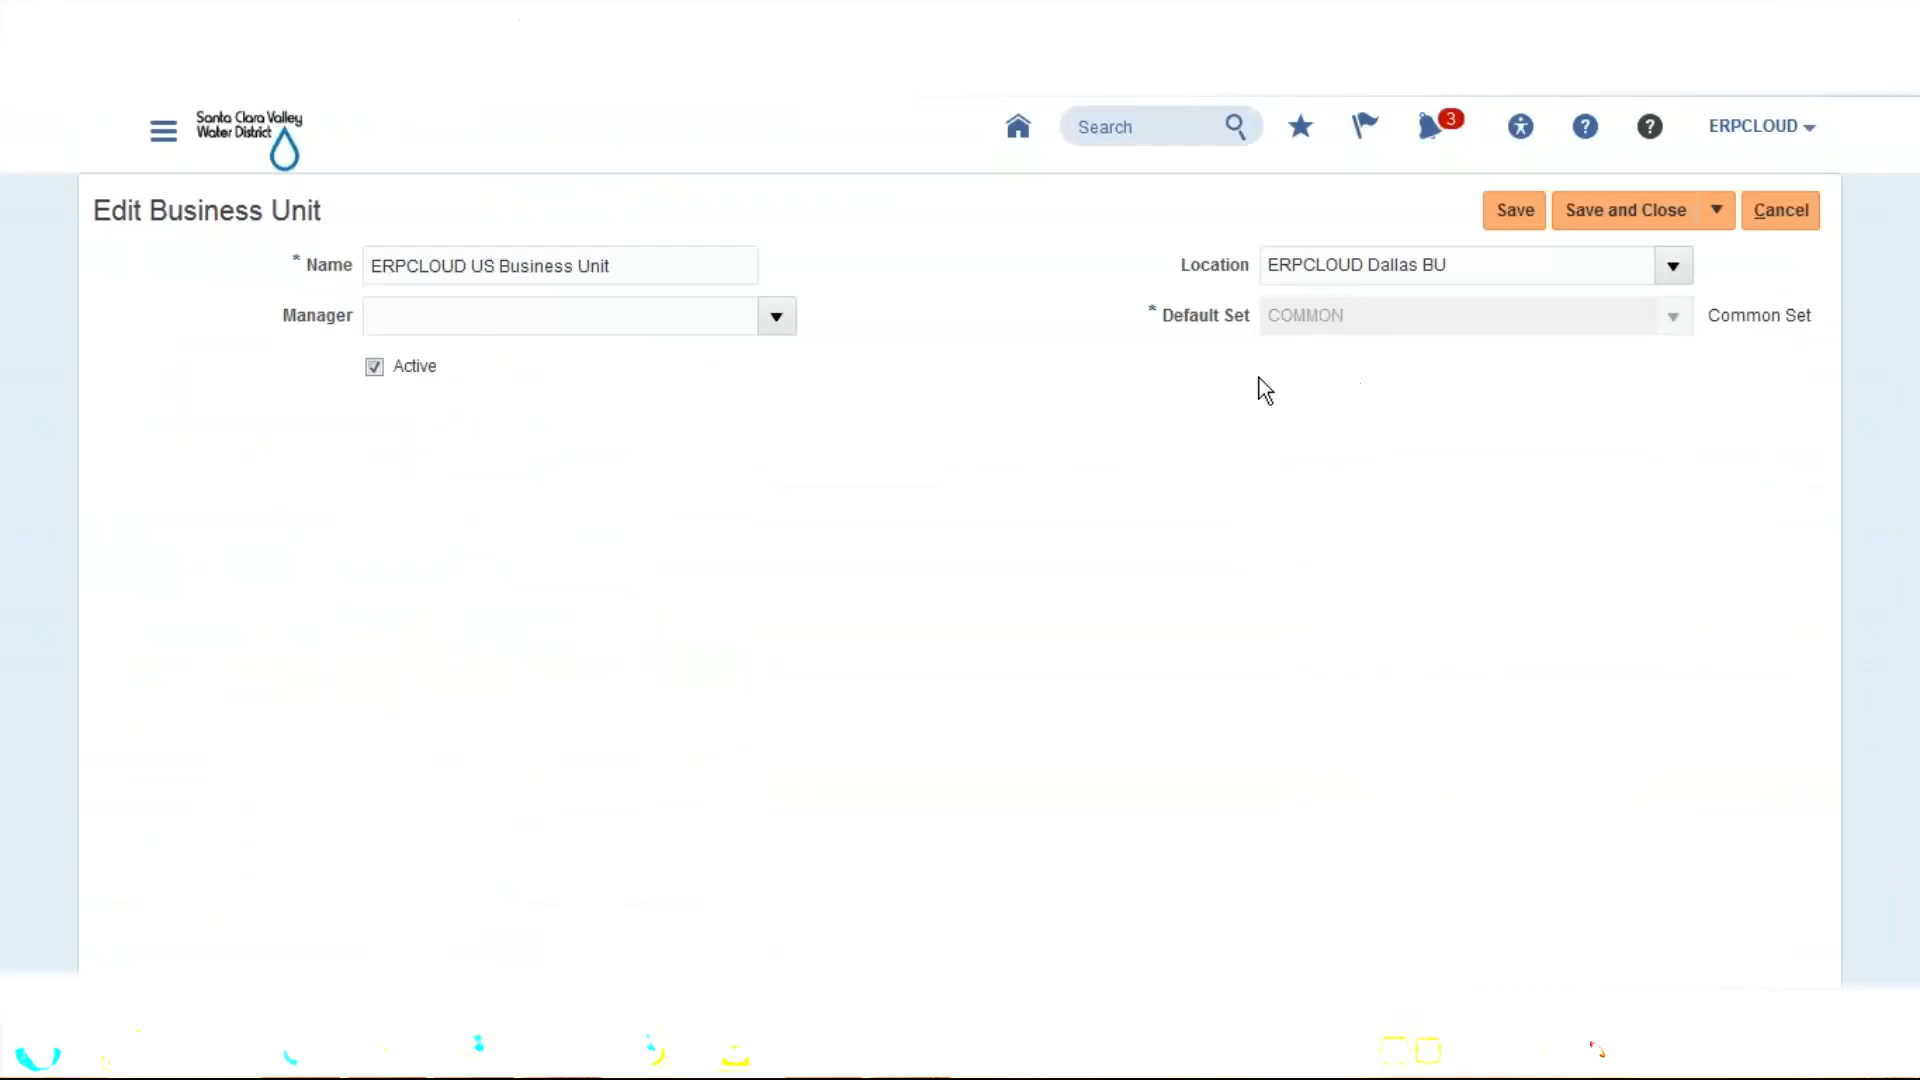 Santa Clara Valley
Water District
Search
3
?
?
ERPCLOUD
Edit Business Unit
Save
Save and Close
Cancel
* Name
ERPCLOUD US Business Unit
Location
ERPCLOUD Dallas BU
Manager
* Default Set
COMMON
Common Set
Active